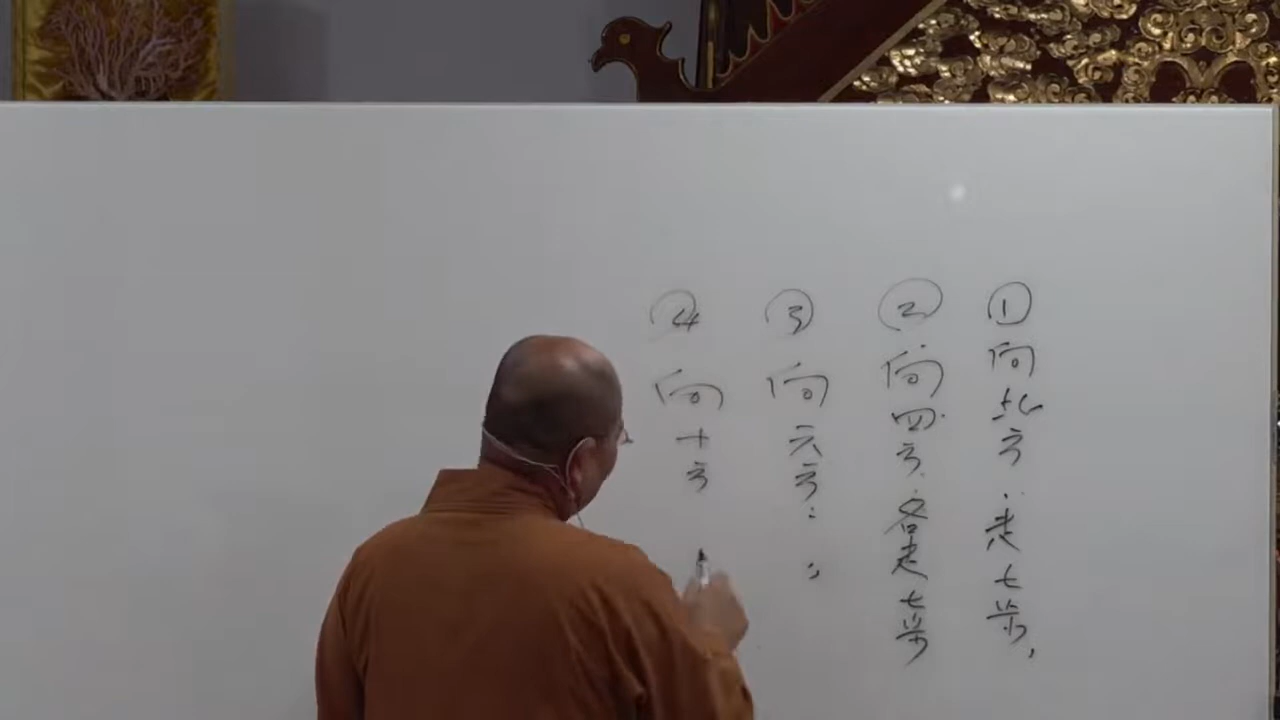 ①向北方：走七步，
②向四方，各走七步
③向六方：〃
④向十方